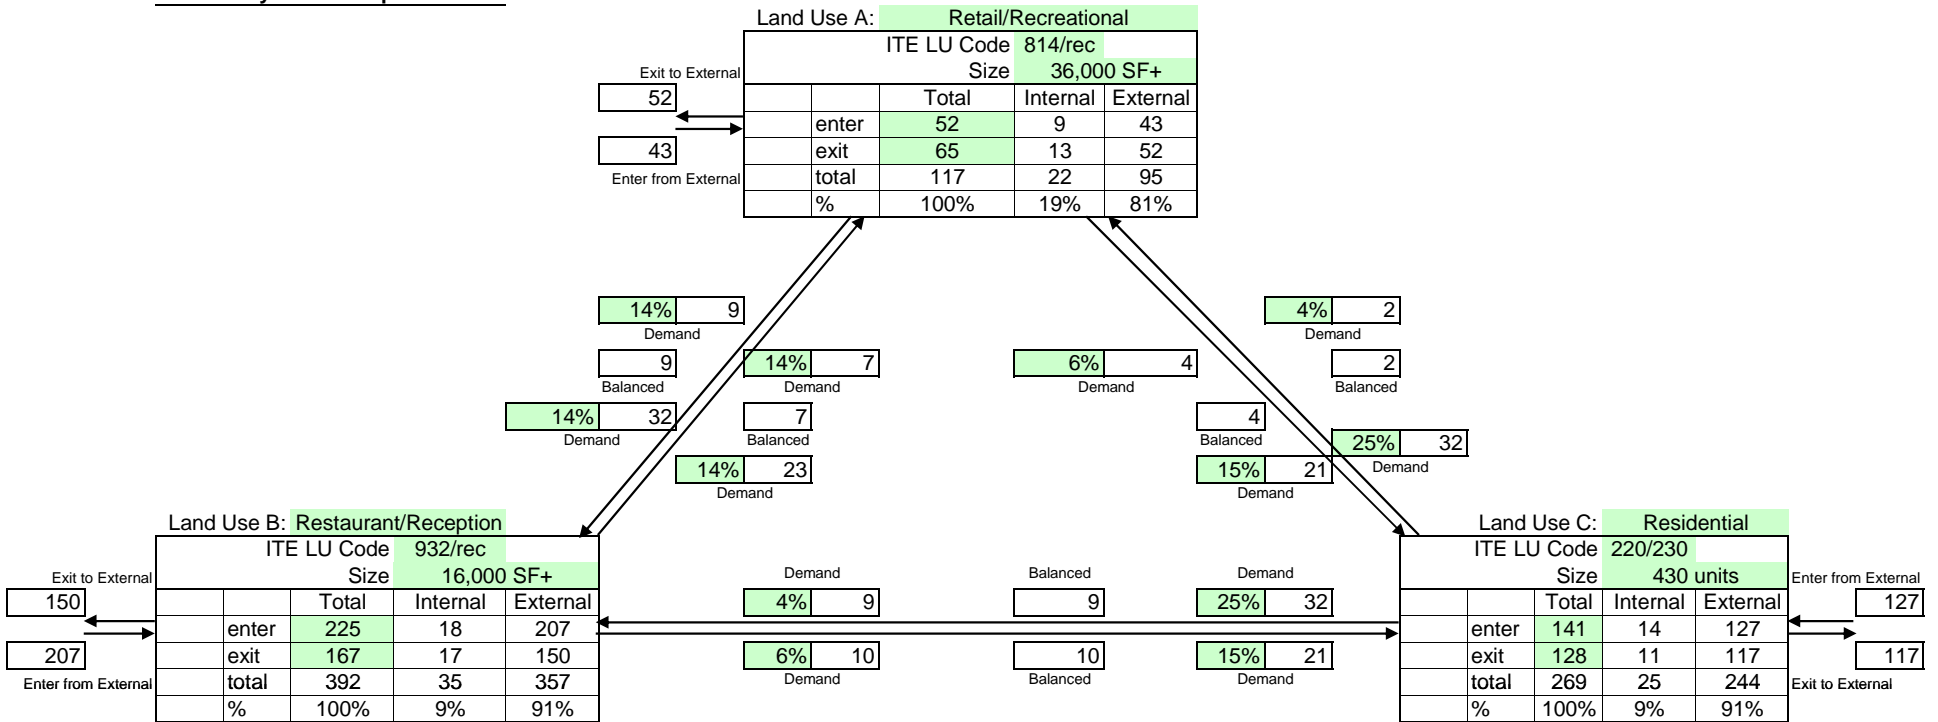 Land Use A: Retail/Recreational
ITE LU Code 814/rec
Exit to External Size 36,000 SF+
52 Total Internal External
enter 52 9 43
43 exit 65 13 52
Enter from External total 117 22 95
% 100% 19% 81%
14% 9 4% 2
Demand Demand
9 14% 7 6% 4 2
Balanced Demand Demand Balanced
14% 32 7 4
Demand Balanced Balanced 25% 32
14% 23 15% 21 Demand
Demand Demand
Land Use B: Restaurant/Reception Land Use C: Residential
ITE LU Code 932/rec ITE LU Code 220/230
Exit to External Size 16,000 SF+ Demand Balanced Demand Size 430 units Enter from External
150 Total Internal External 4% 9 9 25% 32 Total Internal External 127
enter 225 18 207 enter 141 14 127
207 exit 167 17 150 6% 10 10 15% 21 exit 128 11 117 117
Enter from External total 392 35 357 Demand Balanced Demand total 269 25 244 Exit to External
% 100% 9% 91% % 100% 9% 91%